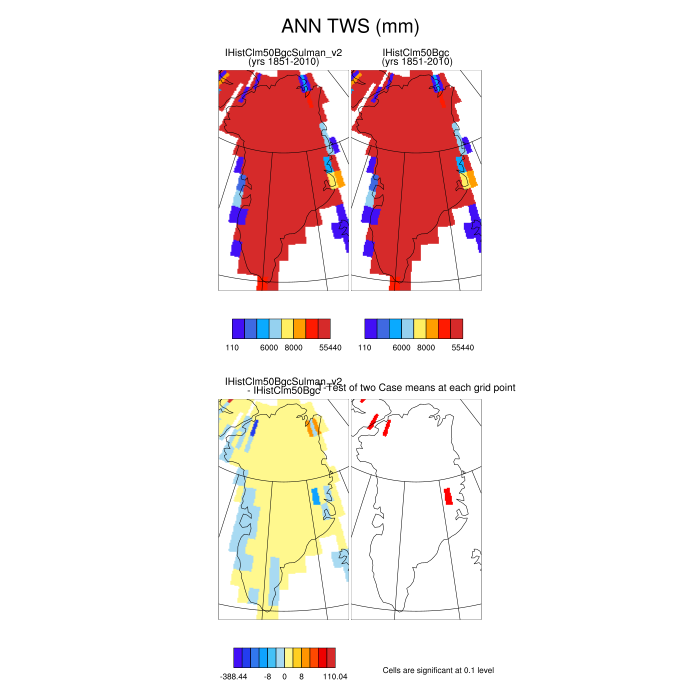 ANN TWS (mm)
IHistClm50BgcSulman_v2
(yrs 1851-2010)
IHistClm50Bgc
(yrs 1851-2010)
110 6000 8000 55440
110 6000 8000 55440
IHistClm50BgcSulman_v2
- IHistClm50Bgc
T-Test of two Case means at each grid point
-388.44 -8 0 8 110.04
Cells are significant at 0.1 level